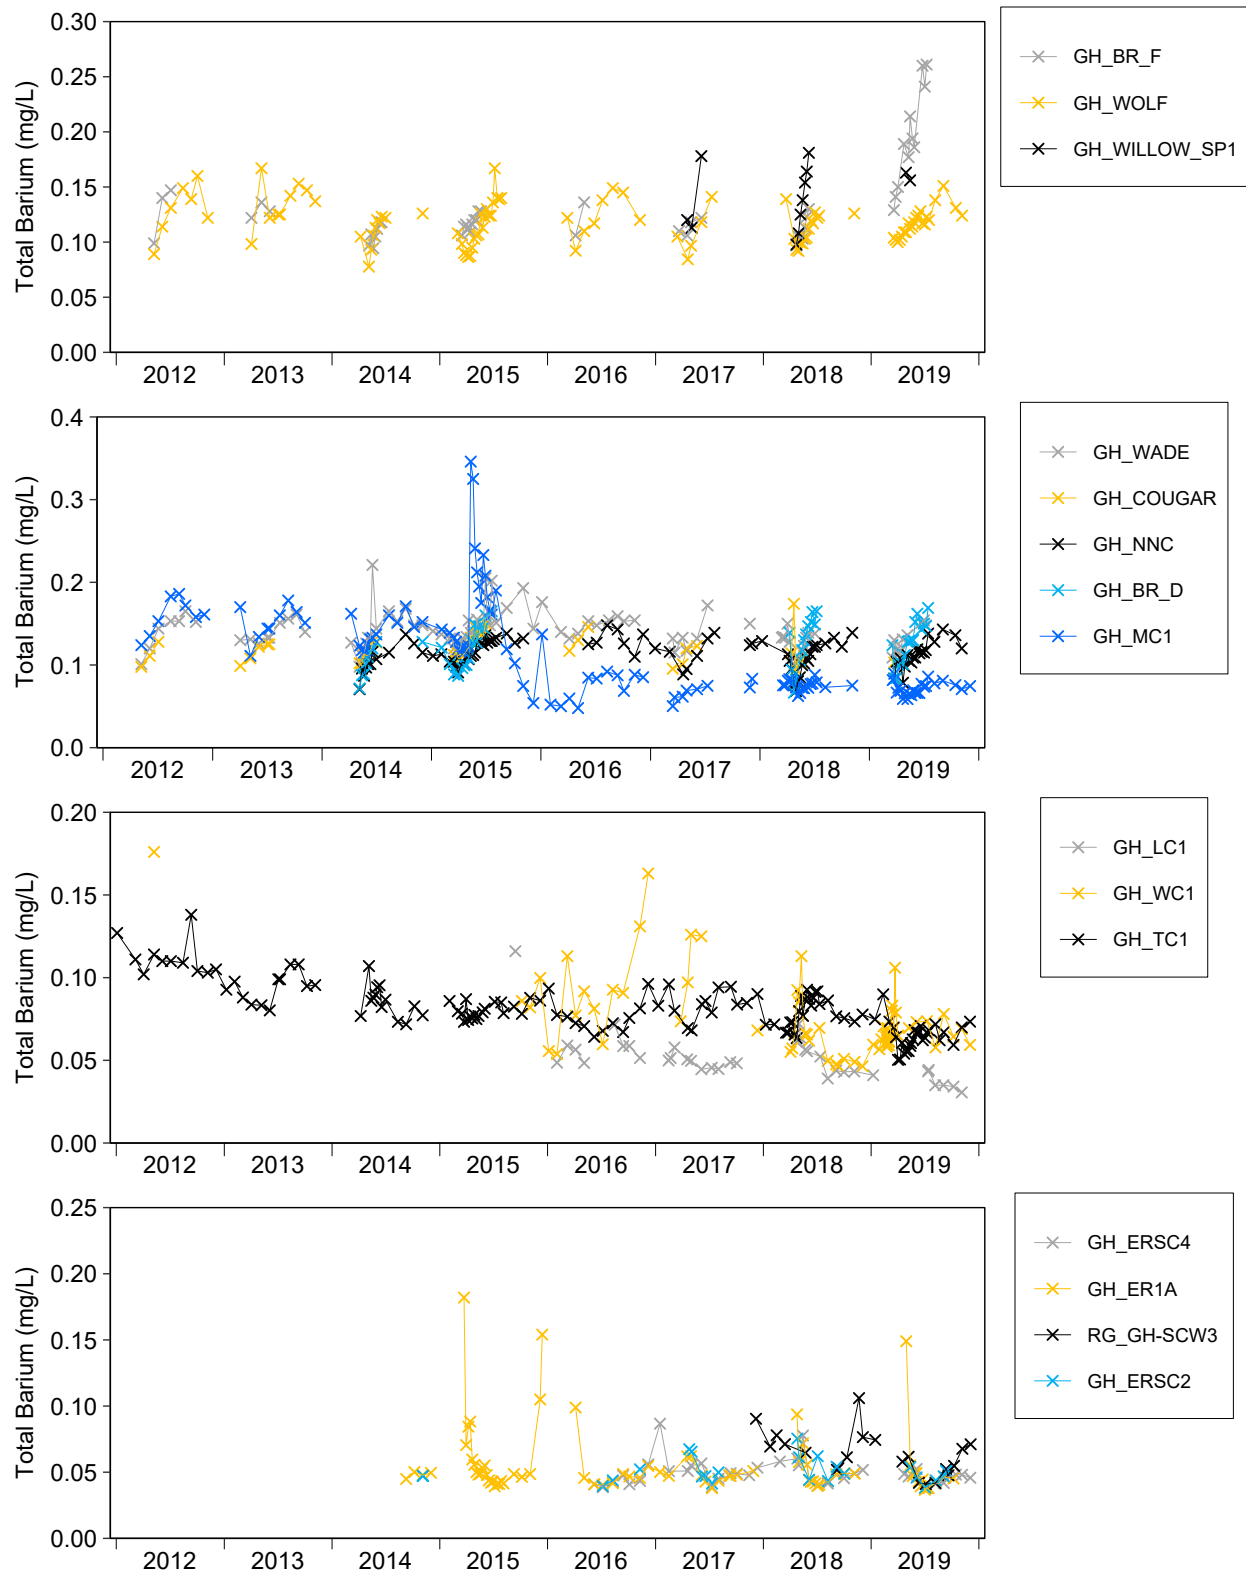 Total Barium (mg/L)
0.30
0.25
0.20
0.15
0.10
0.05
0.00
2012 2013 2014 2015 2016 2017 2018 2019
GH_BR_F
GH_WOLF
GH_WILLOW_SP1
Total Barium (mg/L)
0.4
0.3
0.2
0.1
0.0
2012 2013 2014 2015 2016 2017 2018 2019
GH_WADE
GH_COUGAR
GH_NNC
GH_BR_D
GH_MC1
Total Barium (mg/L)
0.20
0.15
0.10
0.05
0.00
2012 2013 2014 2015 2016 2017 2018 2019
GH_LC1
GH_WC1
GH_TC1
Total Barium (mg/L)
0.25
0.20
0.15
0.10
0.05
0.00
2012 2013 2014 2015 2016 2017 2018 2019
GH_ERSC4
GH_ER1A
RG_GH-SCW3
GH_ERSC2